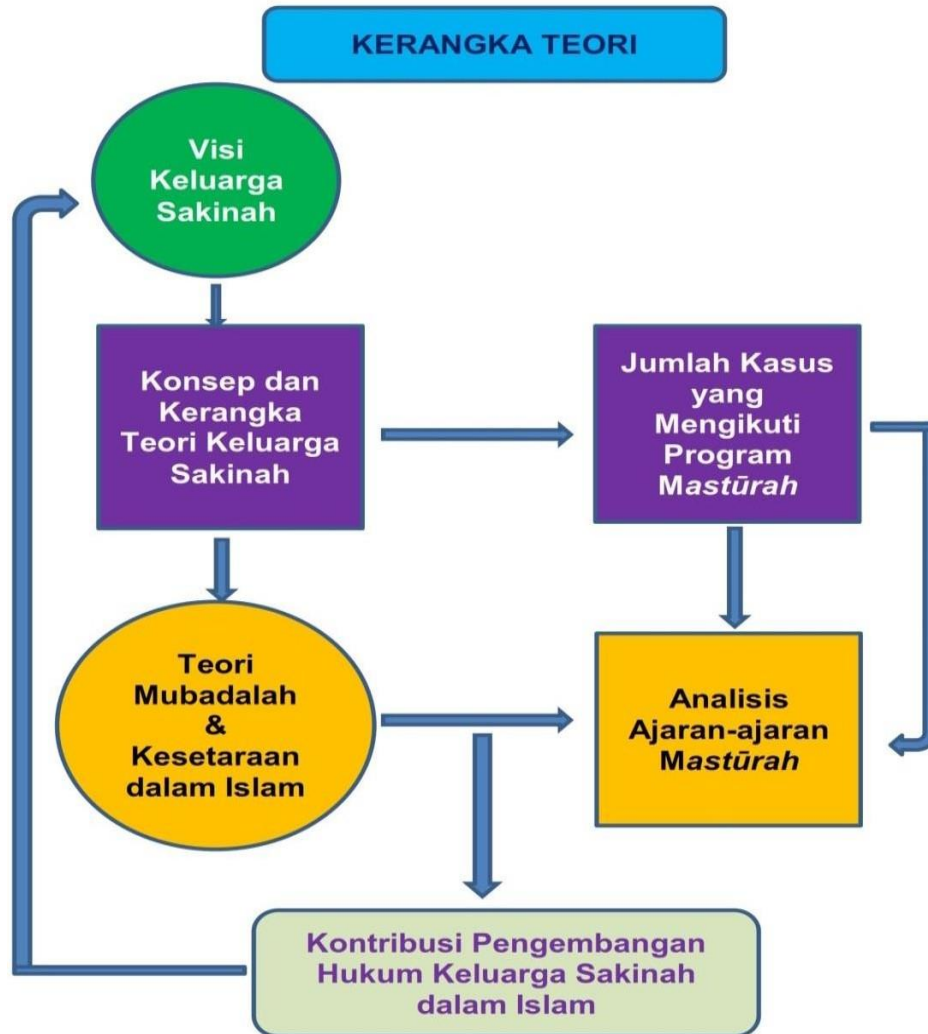 KERANGKA TEORI
Visi
Keluarga
Sakinah
Konsep dan
Kerangka
Teori Keluarga
Sakinah
Jumlah Kasus
yang
Mengikuti
Program
Mastūrah
Teori
Mubadalah
&
Kesetaraan
dalam Islam
Analisis
Ajaran-ajaran
Mastūrah
Kontribusi Pengembangan
Hukum Keluarga Sakinah
dalam Islam